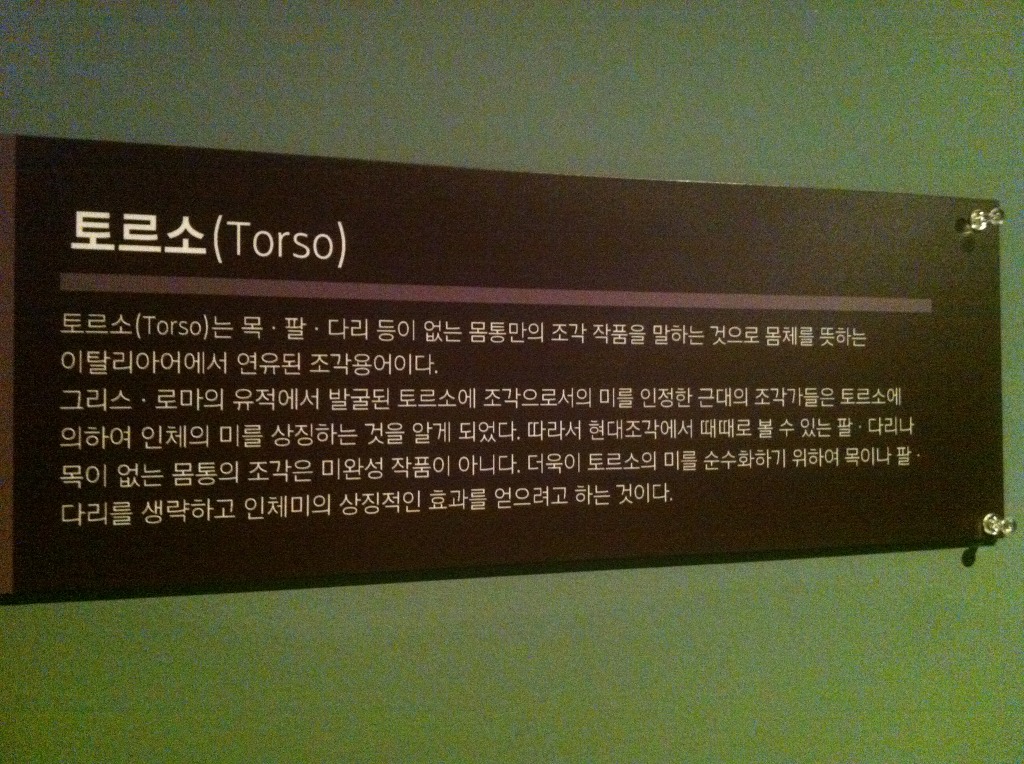 토르소(Torso)
토르소(Torso)는 목 · 팔 · 다리 등이 없는 몸통만의 조각 작품을 말하는 것으로 몸체를 뜻하는
이탈리아어에서 연유된 조각용어이다.
그리스 · 로마의 유적에서 발굴된 토르소에 조각으로서의 미를 인정한 근대의 조각가들은 토르소에
의하여 인체의 미를 상징하는 것을 알게 되었다. 따라서 현대조각에서 때때로 볼 수 있는 팔 · 다리나
목이 없는 몸통의 조각은 미완성 작품이 아니다. 더욱이 토르소의 미를 순수화하기 위하여 목이나 팔 ·
다리를 생략하고 인체미의 상징적인 효과를 얻으려고 하는 것이다.